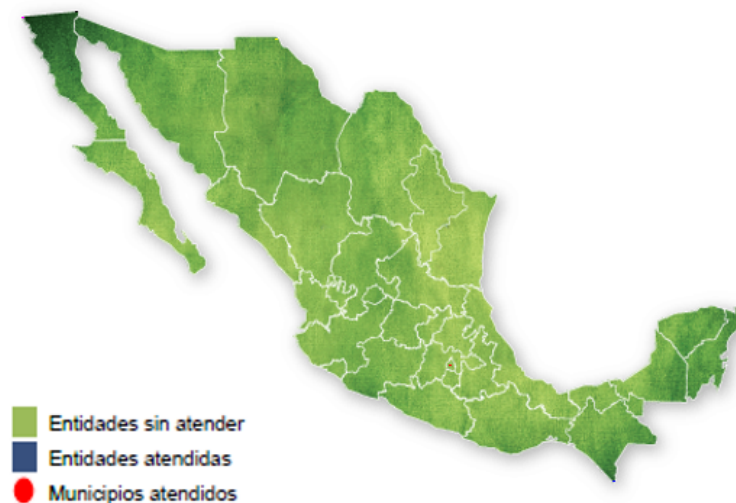 Entidades sin atender
Entidades atendidas
Municipios atendidos